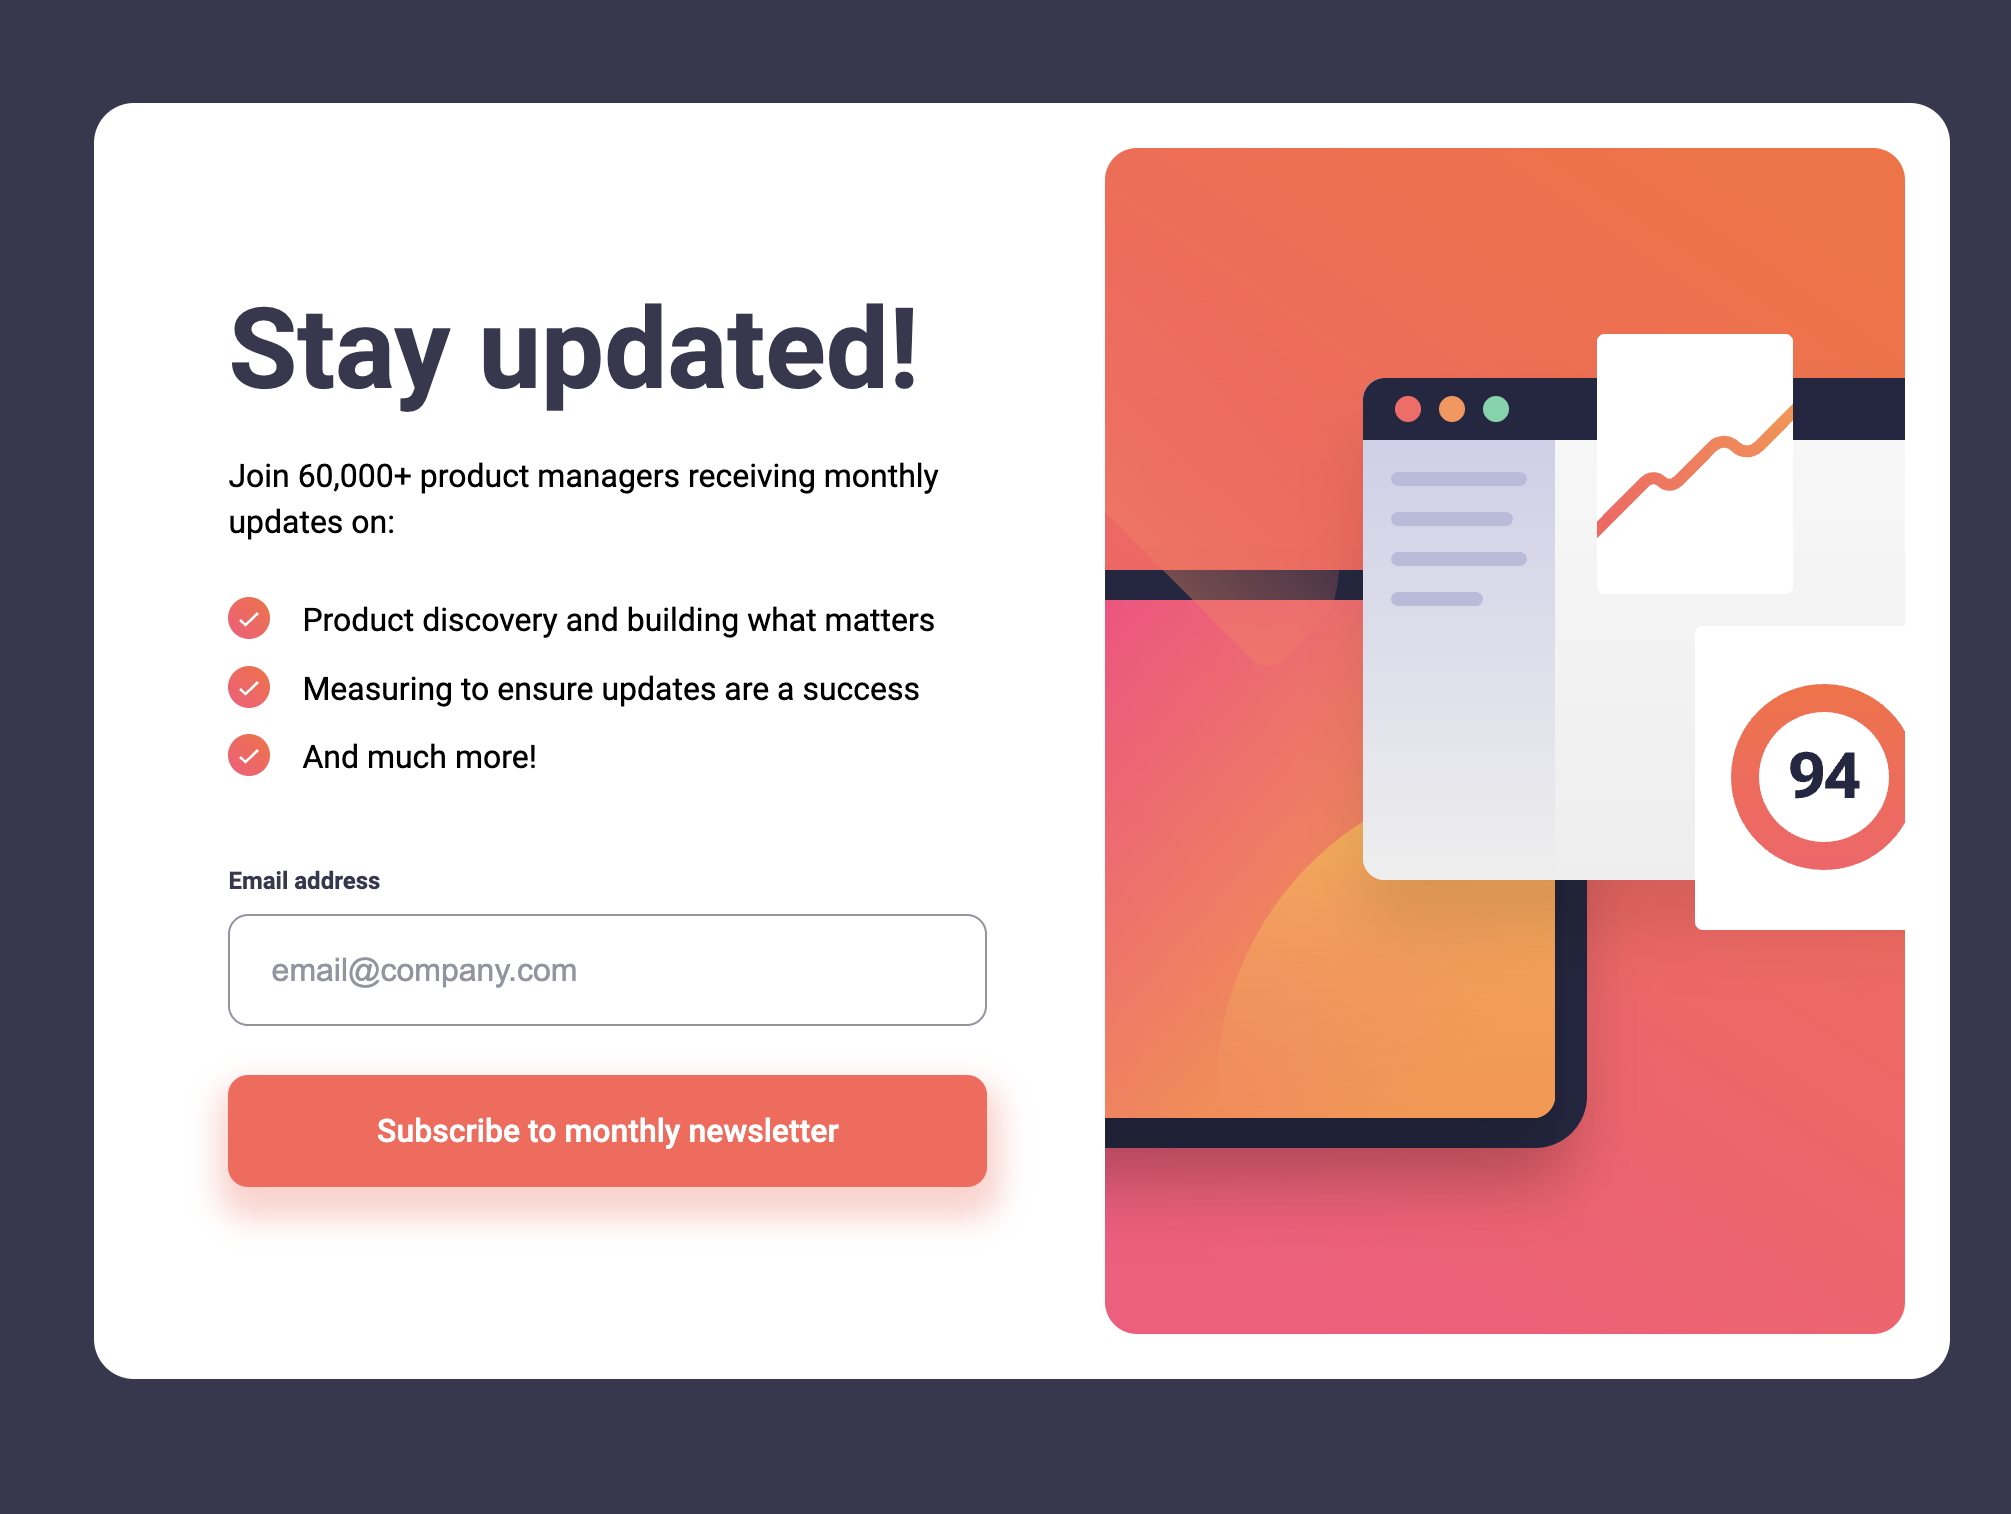 Stay updated!
Join 60,000+ product managers receiving monthly
updates on:
Product discovery and building what matters
Measuring to ensure updates are a success
And much more!
Email address
email@company.com
Subscribe to monthly newsletter
94